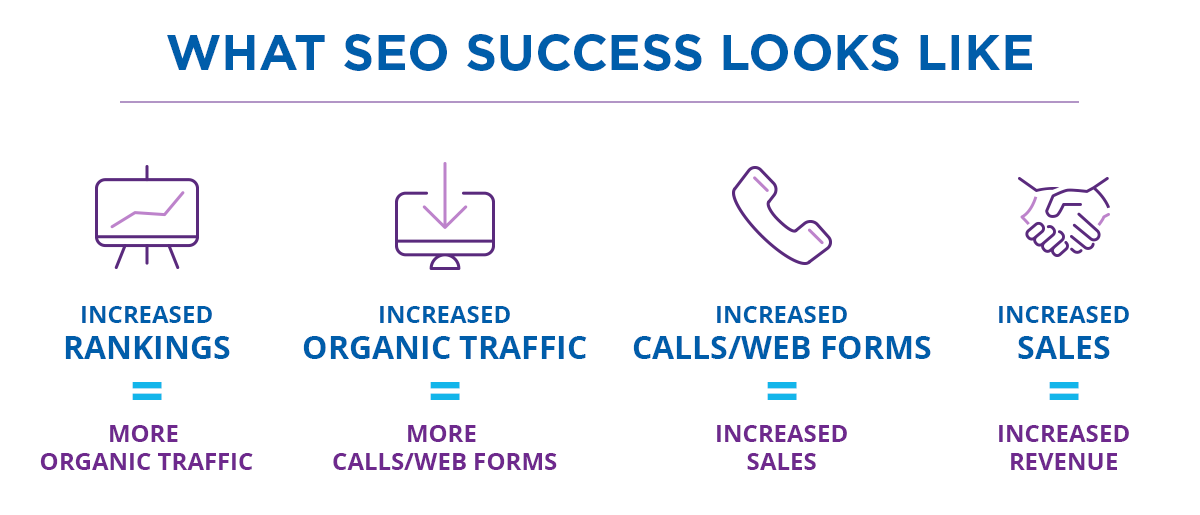 WHAT SEO SUCCESS LOOKS LIKE
INCREASED
RANKINGS
=
MORE
ORGANIC TRAFFIC
INCREASED
ORGANIC TRAFFIC
=
MORE
CALLS/WEB FORMS
INCREASED
CALLS/WEB FORMS
=
INCREASED
SALES
INCREASED
SALES
=
INCREASED
REVENUE